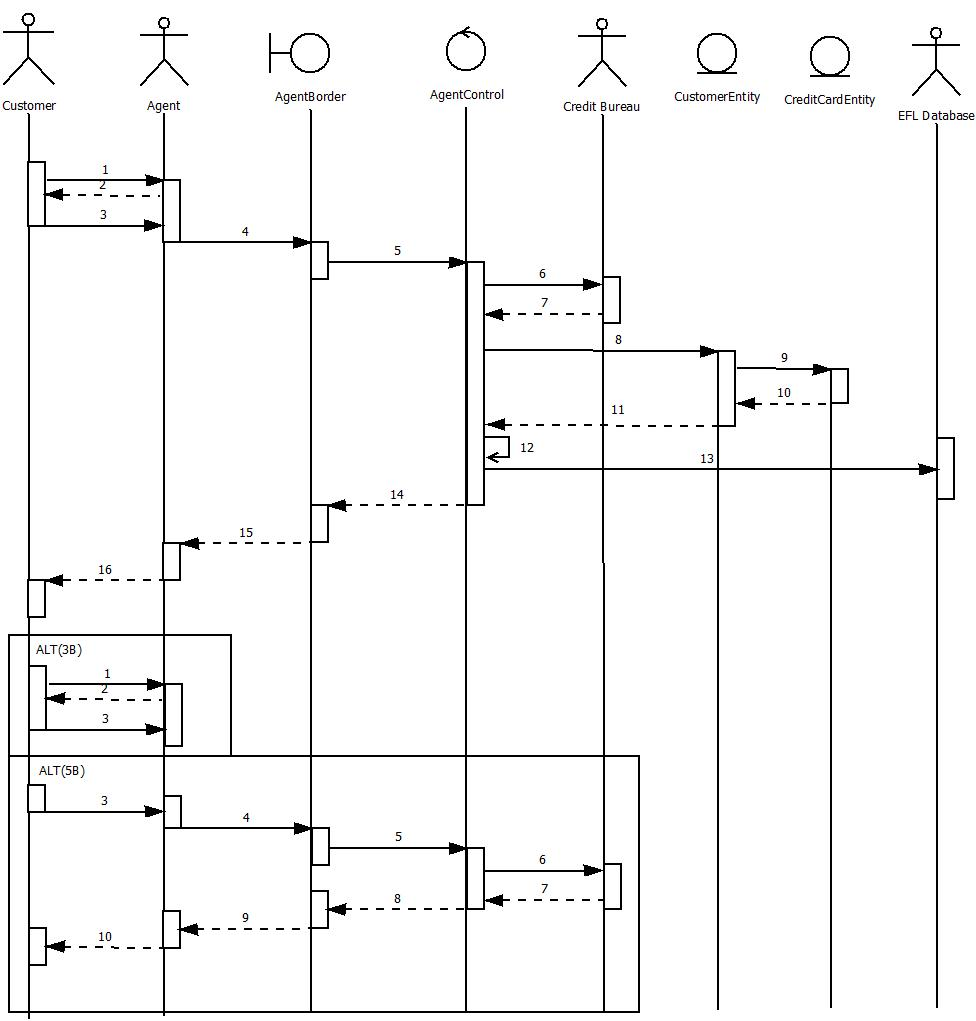 Customer
Agent
AgentBorder
AgentControl
Credit Bureau
CustomerEntity
CreditCardEntity
EFL Database
1
2
3
4
5
6
7
8
9
10
11
12
13
14
15
16
ALT(3B)
1
2
3
ALT(5B)
3
4
5
6
7
8
9
10